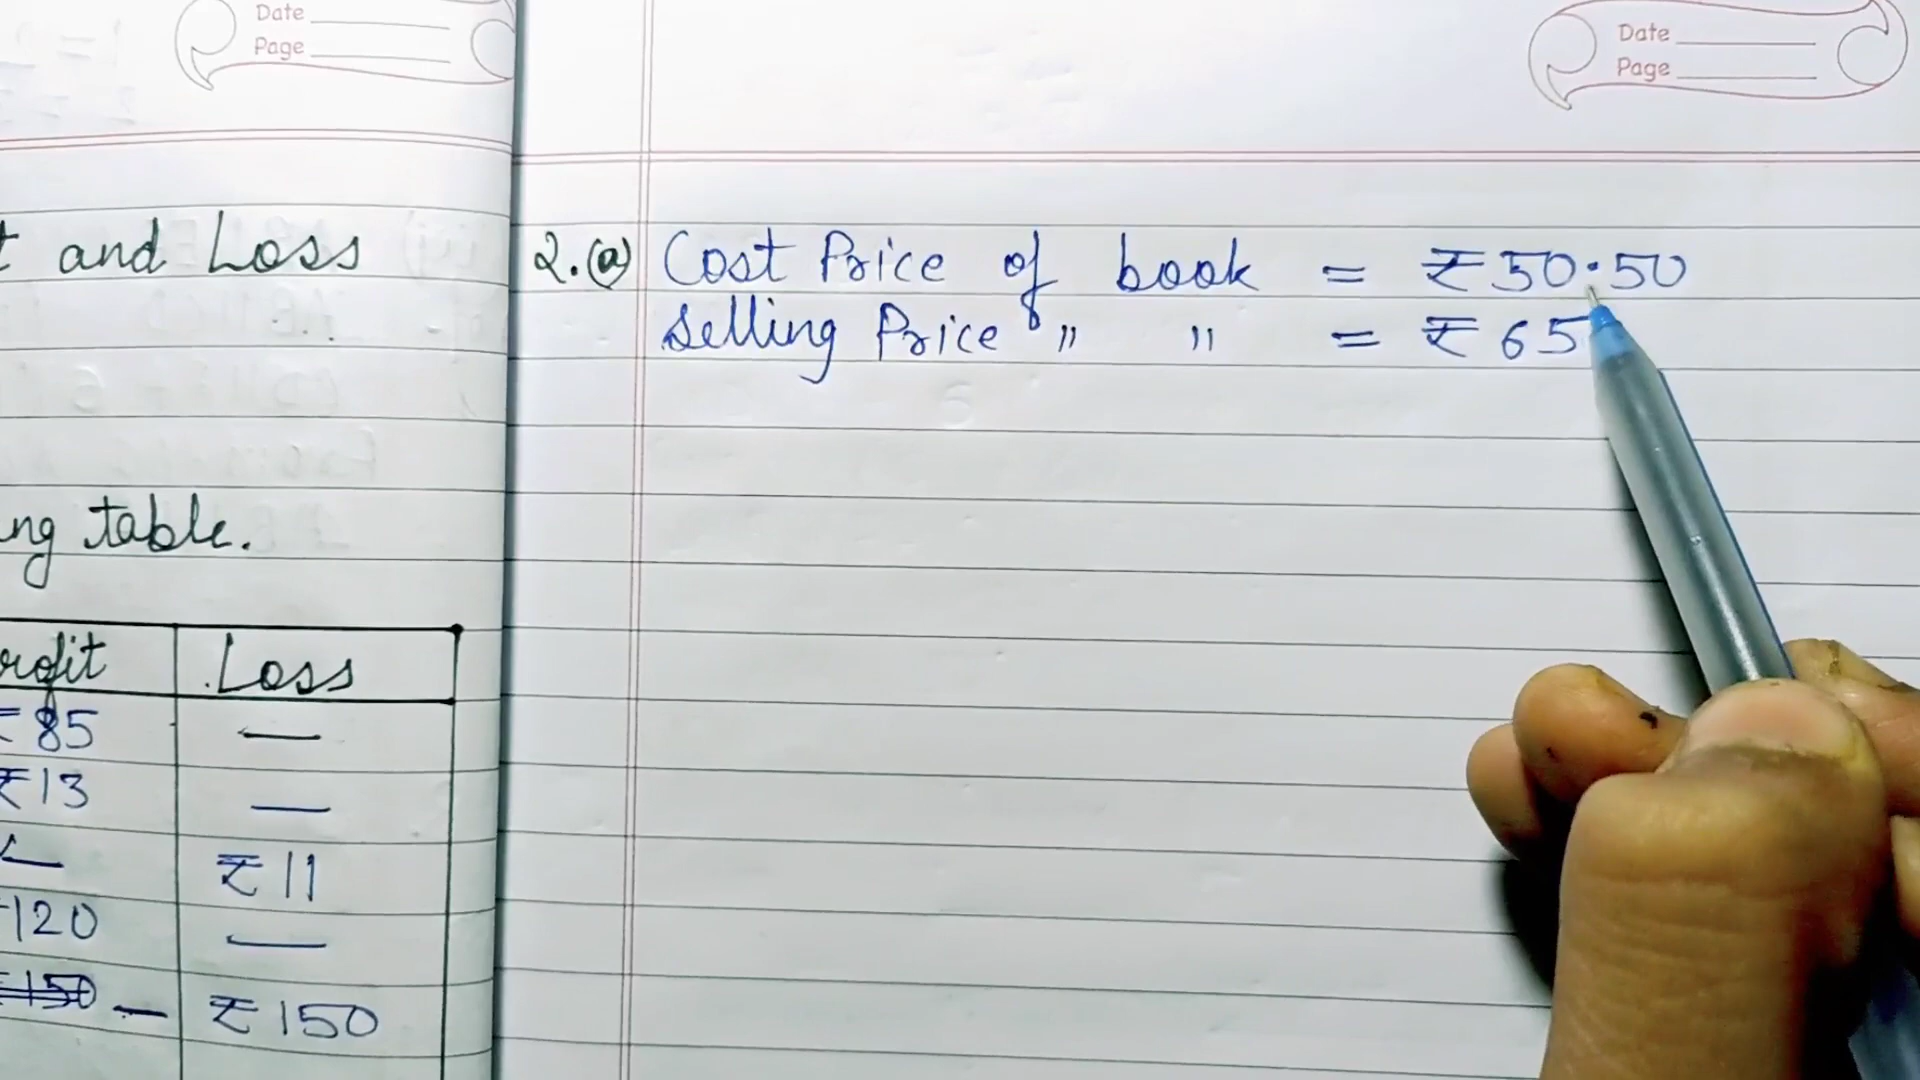 Date
Page
Date
Page
t and Loss
ng table.
rofit Loss
₹85 —
₹13 —
— ₹11
120 —
₹150 — ₹150
2.(a) Cost Price of book = ₹50.50
Selling Price " " = ₹65